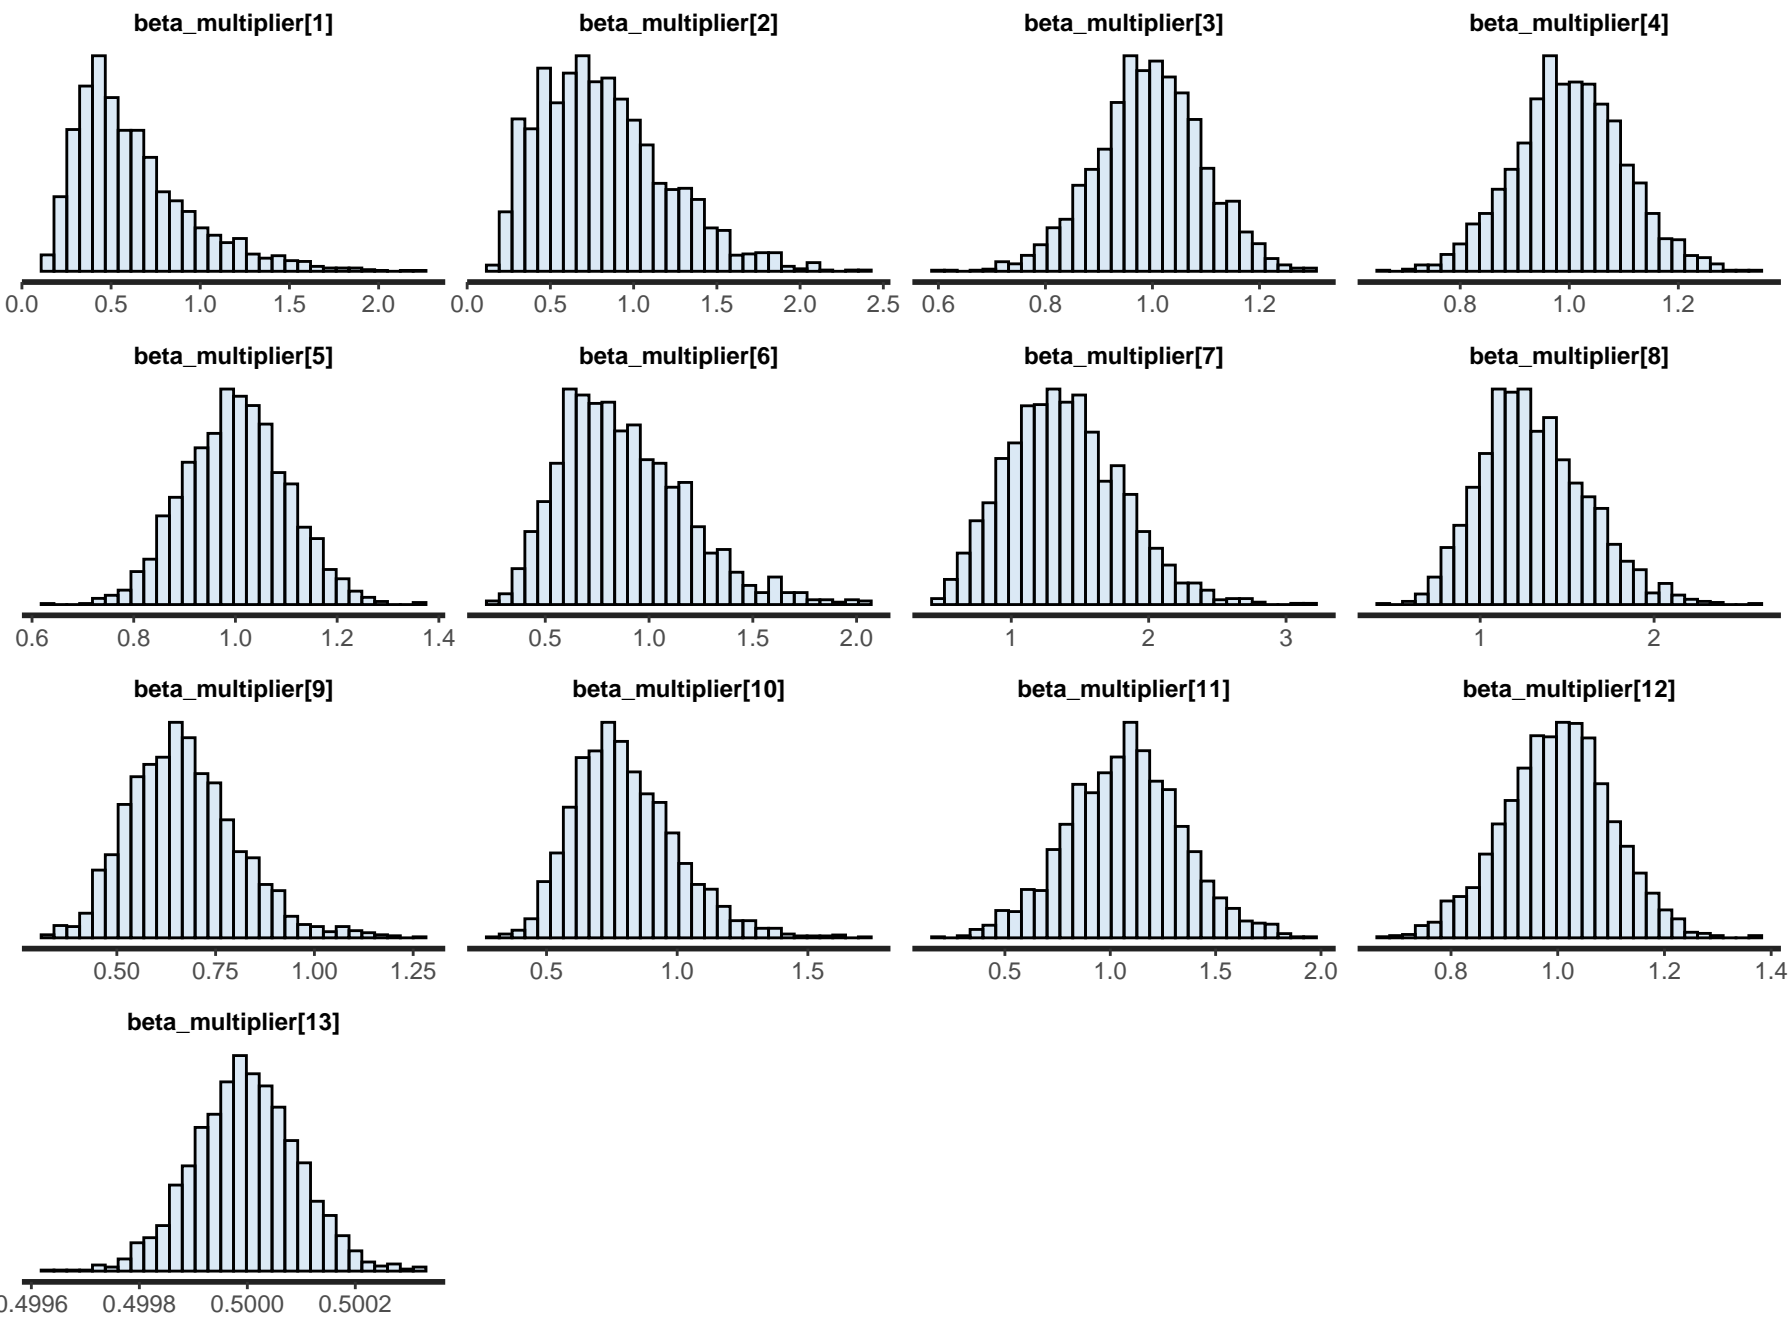 beta_multiplier[1] beta_multiplier[2] beta_multiplier[3] beta_multiplier[4]
0.0 0.5 1.0 1.5 2.0 0.0 0.5 1.0 1.5 2.0 2.5 0.6 0.8 1.0 1.2 0.8 1.0 1.2
beta_multiplier[5] beta_multiplier[6] beta_multiplier[7] beta_multiplier[8]
0.6 0.8 1.0 1.2 1.4 0.5 1.0 1.5 2.0 1 2 3 1 2
beta_multiplier[9] beta_multiplier[10] beta_multiplier[11] beta_multiplier[12]
0.50 0.75 1.00 1.25 0.5 1.0 1.5 0.5 1.0 1.5 2.0 0.8 1.0 1.2 1.4
beta_multiplier[13]
0.4996 0.4998 0.5000 0.5002